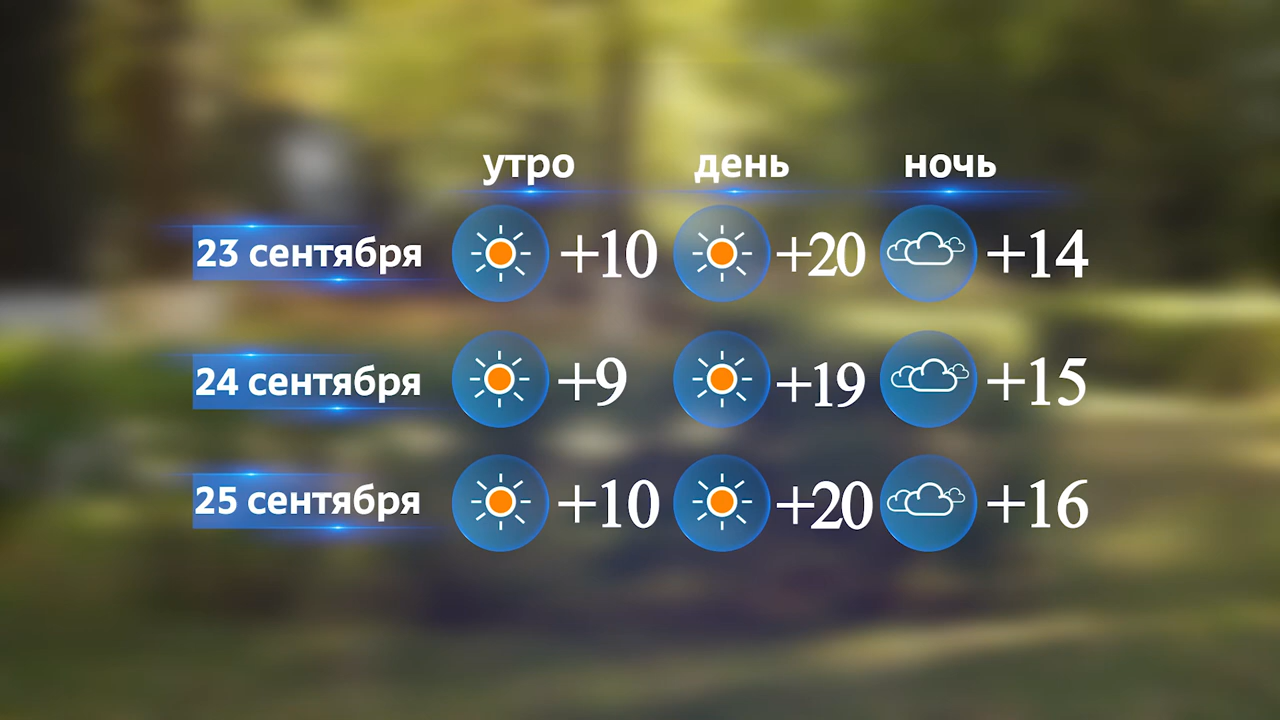 утро день ночь
23 сентября +10 +20 +14
24 сентября +9 +19 +15
25 сентября +10 +20 +16